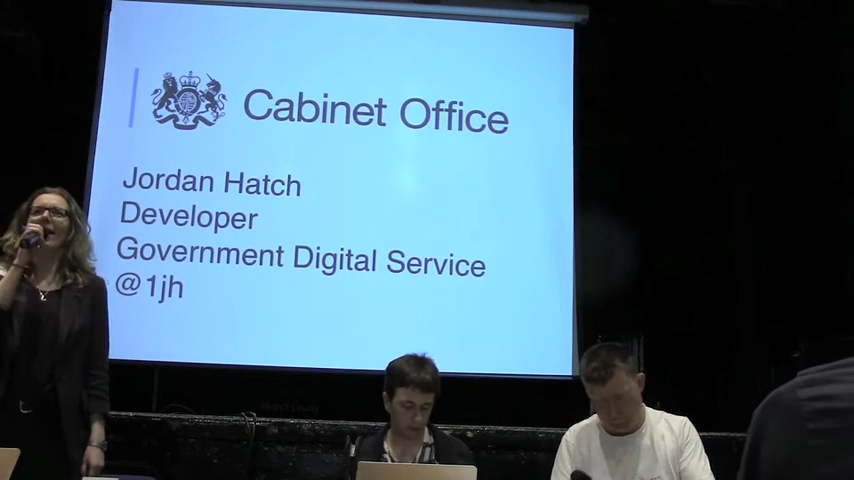 Cabinet Office
Jordan Hatch
Developer
Government Digital Service
@1jh